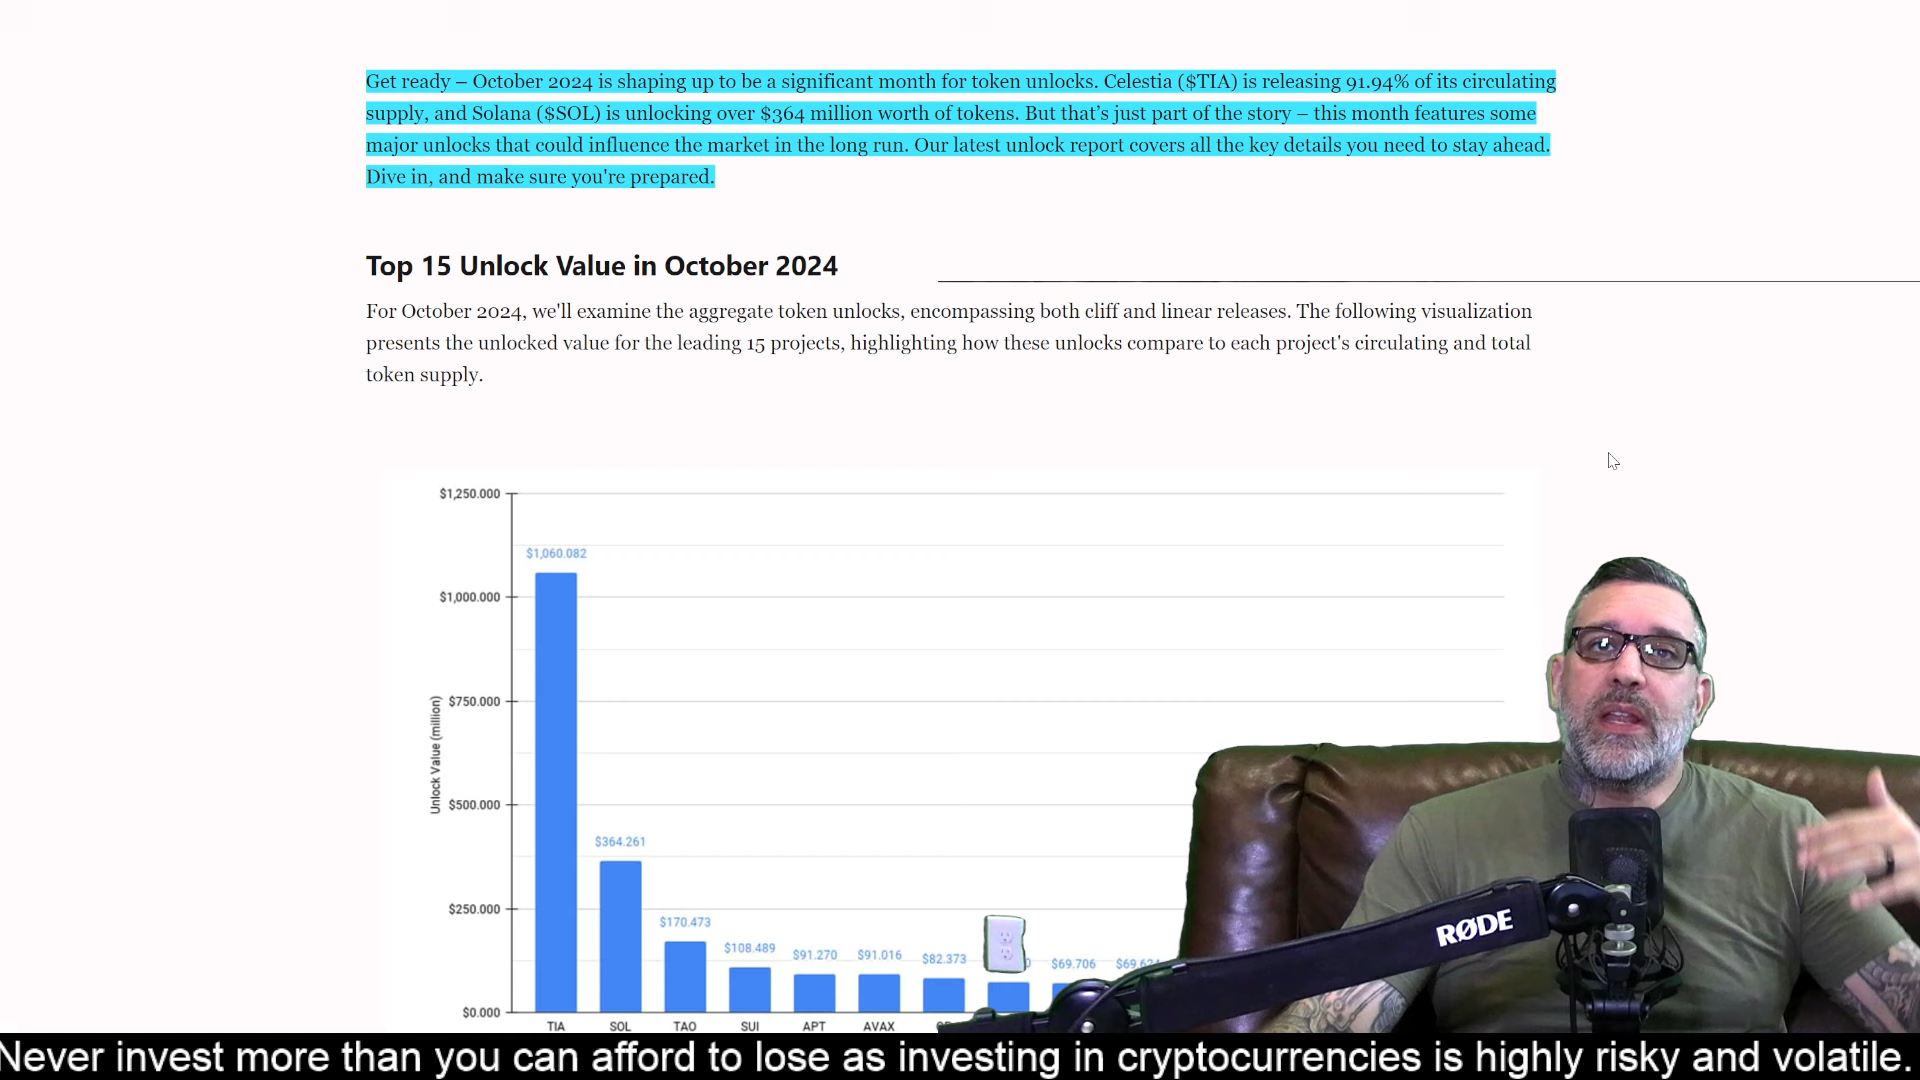 Get ready – October 2024 is shaping up to be a significant month for token unlocks. Celestia ($TIA) is releasing 91.94% of its circulating
supply, and Solana ($SOL) is unlocking over $364 million worth of tokens. But that’s just part of the story – this month features some
major unlocks that could influence the market in the long run. Our latest unlock report covers all the key details you need to stay ahead.
Dive in, and make sure you're prepared.
Top 15 Unlock Value in October 2024
For October 2024, we'll examine the aggregate token unlocks, encompassing both cliff and linear releases. The following visualization
presents the unlocked value for the leading 15 projects, highlighting how these unlocks compare to each project's circulating and total
token supply.
Unlock Value (million)
$1,250.000
$1,000.000
$750.000
$500.000
$250.000
$0.000
$1,060.082
$364.261
$170.473
$108.489
$91.270
$91.016
$82.373
$69.706
TIA
SOL
TAO
SUI
APT
AVAX
RØDE
Never invest more than you can afford to lose as investing in cryptocurrencies is highly risky and volatile.